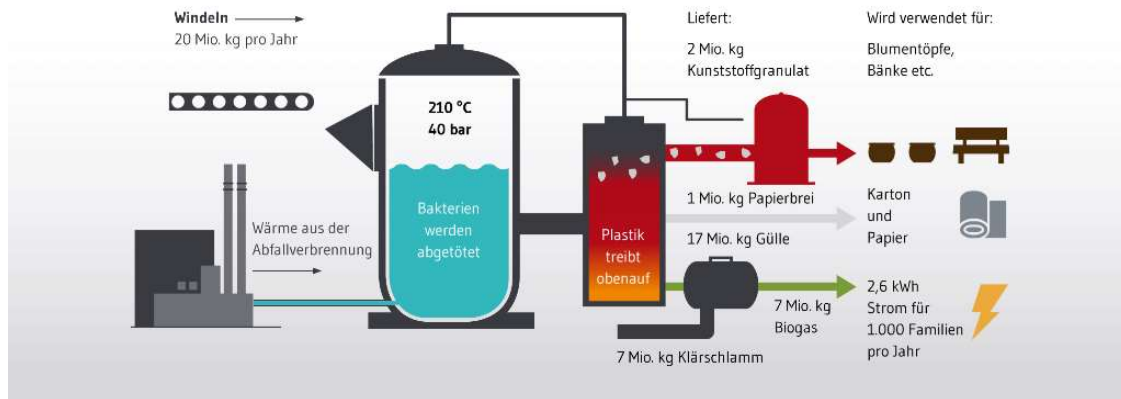 Windeln
20 Mio. kg pro Jahr
210 °C
40 bar
Bakterien
werden
abgetötet
Wärme aus der
Abfallverbrennung
Plastik
treibt
obenauf
Liefert:
2 Mio. kg
Kunststoffgranulat
1 Mio. kg Papierbrei
17 Mio. kg Gülle
7 Mio. kg
Biogas
7 Mio. kg Klärschlamm
Wird verwendet für:
Blumentöpfe,
Bänke etc.
Karton
und
Papier
2,6 kWh
Strom für
1.000 Familien
pro Jahr